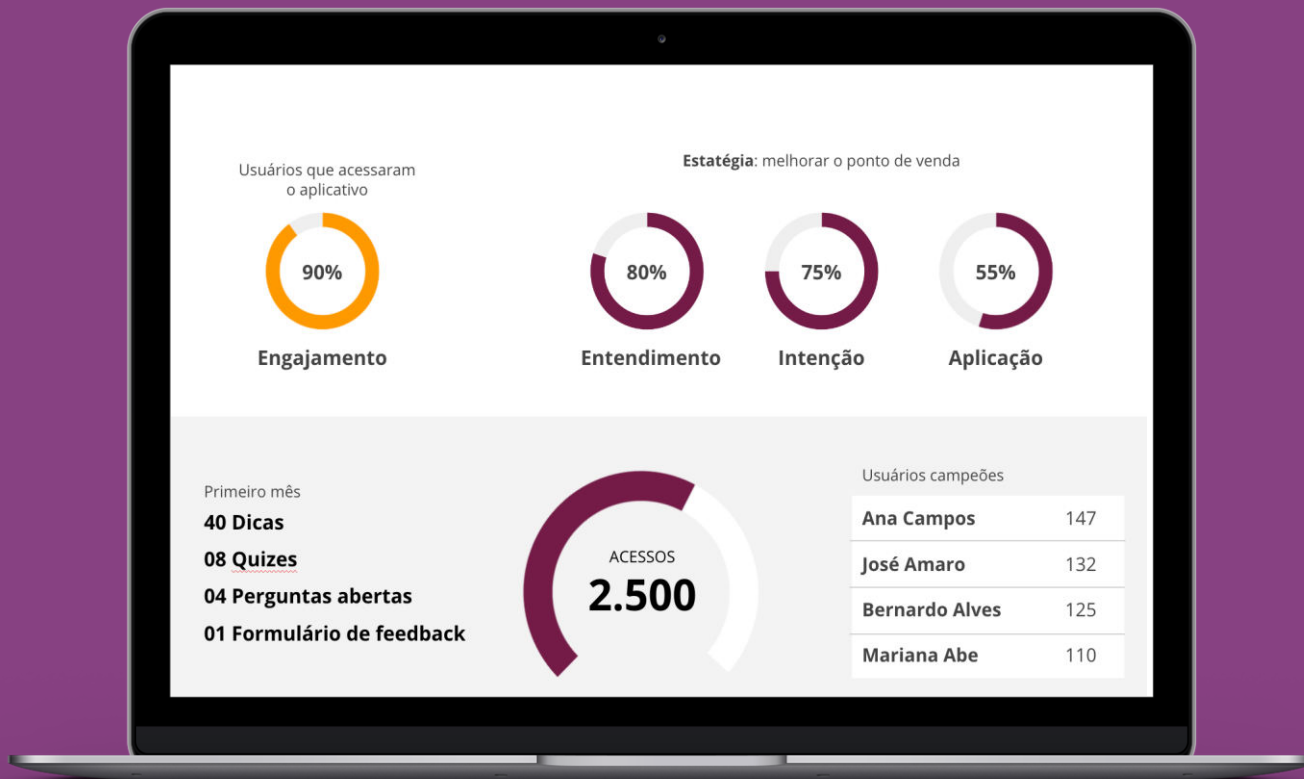 Usuários que acessaram
o aplicativo
90%
Engajamento
Estatégia: melhorar o ponto de venda
80%
75%
55%
Entendimento
Intenção
Aplicação
Primeiro mês
40 Dicas
08 Quizes
04 Perguntas abertas
01 Formulário de feedback
ACESSOS
2.500
Usuários campeões
Ana Campos 147
José Amaro 132
Bernardo Alves 125
Mariana Abe 110